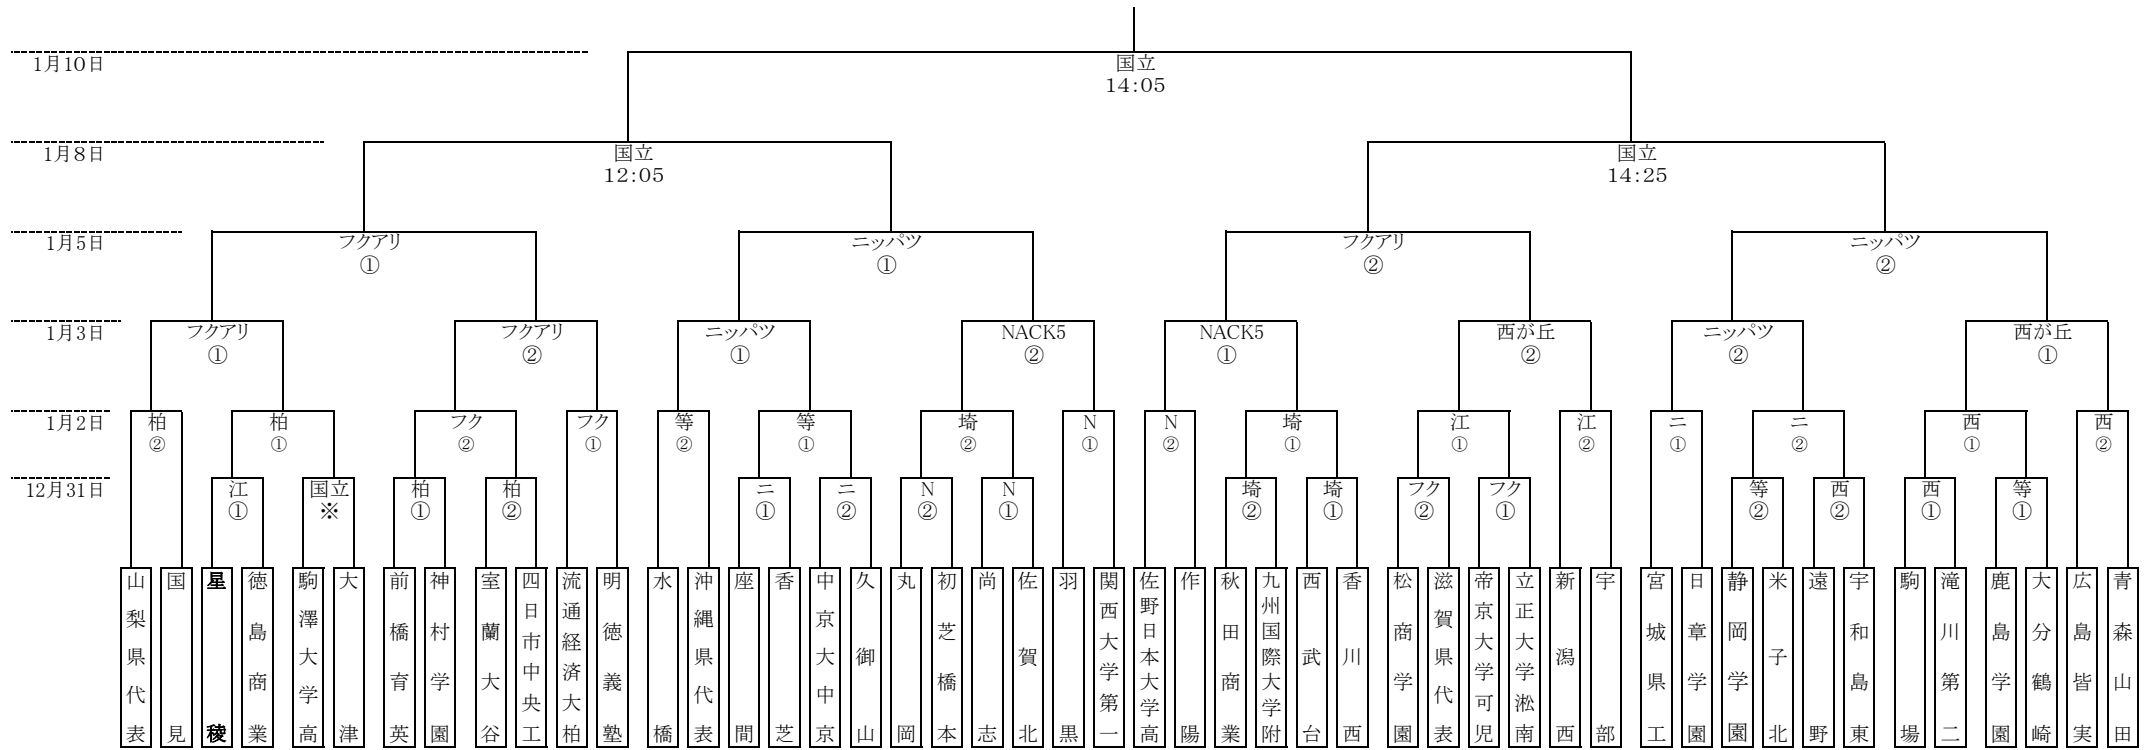 国立
14:05
1月10日
国立
12:05
国立
14:25
1月8日
フクアリ
①
ニッパツ
①
フクアリ
②
ニッパツ
②
1月5日
フクアリ
①
フクアリ
②
ニッパツ
①
NACK5
②
NACK5
①
西が丘
②
ニッパツ
②
西が丘
①
1月3日
柏
②
柏
①
フク
②
フク
①
等
②
等
①
埼
②
N
①
N
②
埼
①
江
①
江
②
ニ
①
ニ
②
西
①
西
②
1月2日
江
①
国立
※
柏
①
柏
②
ニ
①
ニ
②
N
②
N
①
埼
②
埼
①
フク
②
フク
①
等
②
西
②
西
①
等
①
12月31日
山梨県代表
国見
星稜
徳島商業
駒澤大学高
大津
前橋育英
神村学園
室蘭大谷
四日市中央工
流通経済大柏
明徳義塾
水橋
沖縄県代表
座間
香芝
中京大中京
久御山
丸岡
初芝橋本
尚志
佐賀北
羽黒
関西大学第一
佐野日本大学高
作陽
秋田商業
九州国際大学附
西武台
香川西
松商学園
滋賀県代表
帝京大学可児
立正大学淞南
新潟西
宇部
宮城県工
日章学園
静岡学園
米子北
遠野
宇和島東
駒場
滝川第二
鹿島学園
大分鶴崎
広島皆実
青森山田